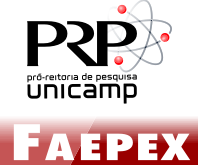 PRP
pró-reitoria de pesquisa
unicamp
FAEPEX